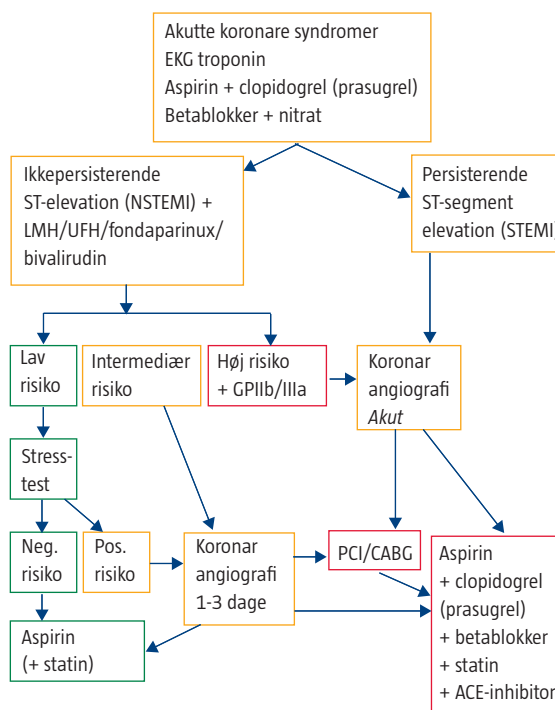 Akutte koronare syndromer
EKG troponin
Aspirin + clopidogrel (prasugrel)
Betablokker + nitrat
Ikkepersisterende
ST-elevation (NSTEMI) +
LMH/UFH/fondaparinux/
bivalirudin
Persisterende
ST-segment
elevation (STEMI)
Lav
risiko
Intermediær
risiko
Høj risiko
+ GPIIb/IIIa
Koronar
angiografi
Akut
Stress-
test
Neg.
risiko
Pos.
risiko
Koronar
angiografi
1-3 dage
PCI/CABG
Aspirin
+ clopidogrel
(prasugrel)
+ betablokker
+ statin
+ ACE-inhibitor
Aspirin
(+ statin)